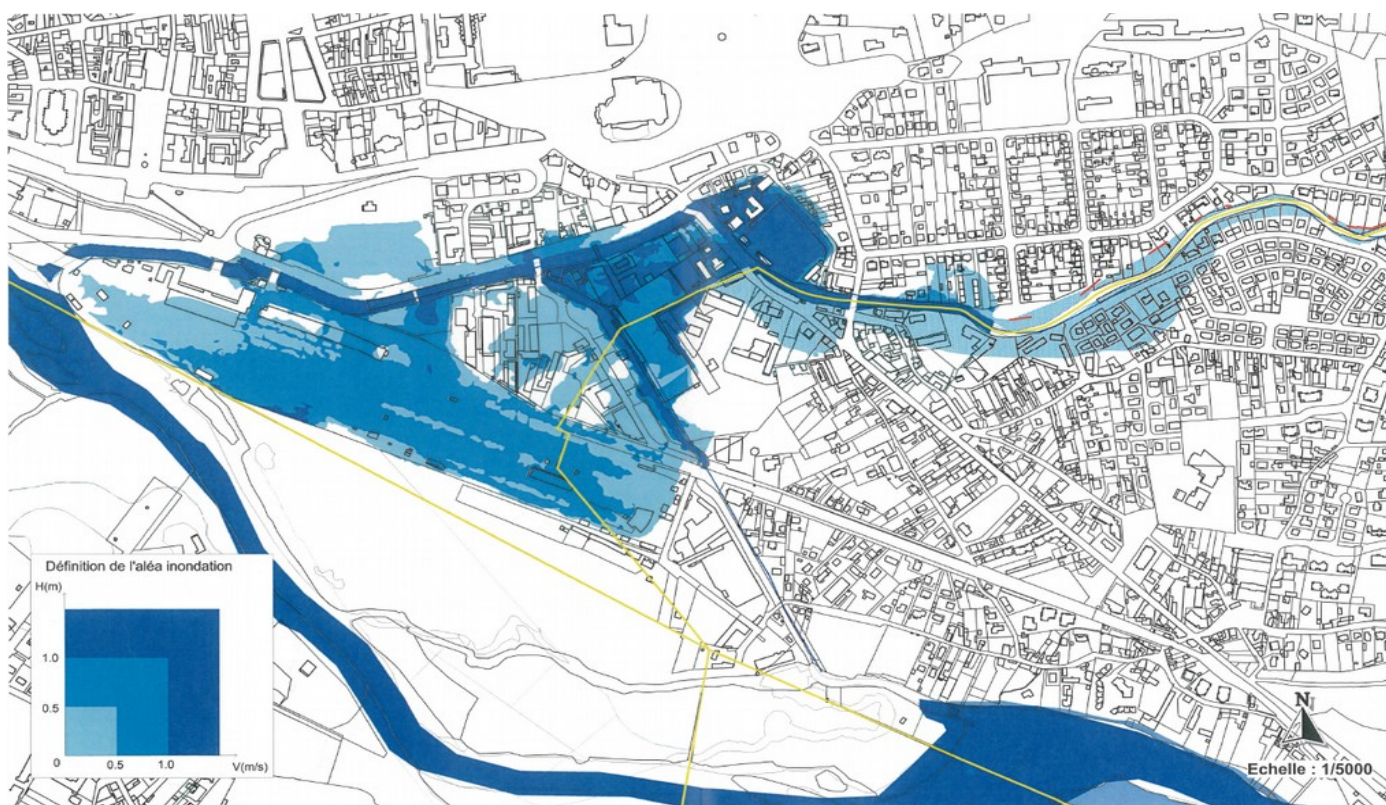 Définition de l'aléa inondation
H(m)
1.0
0.5
0
0.5
1.0
V(m/s)
N
Echelle : 1/5000